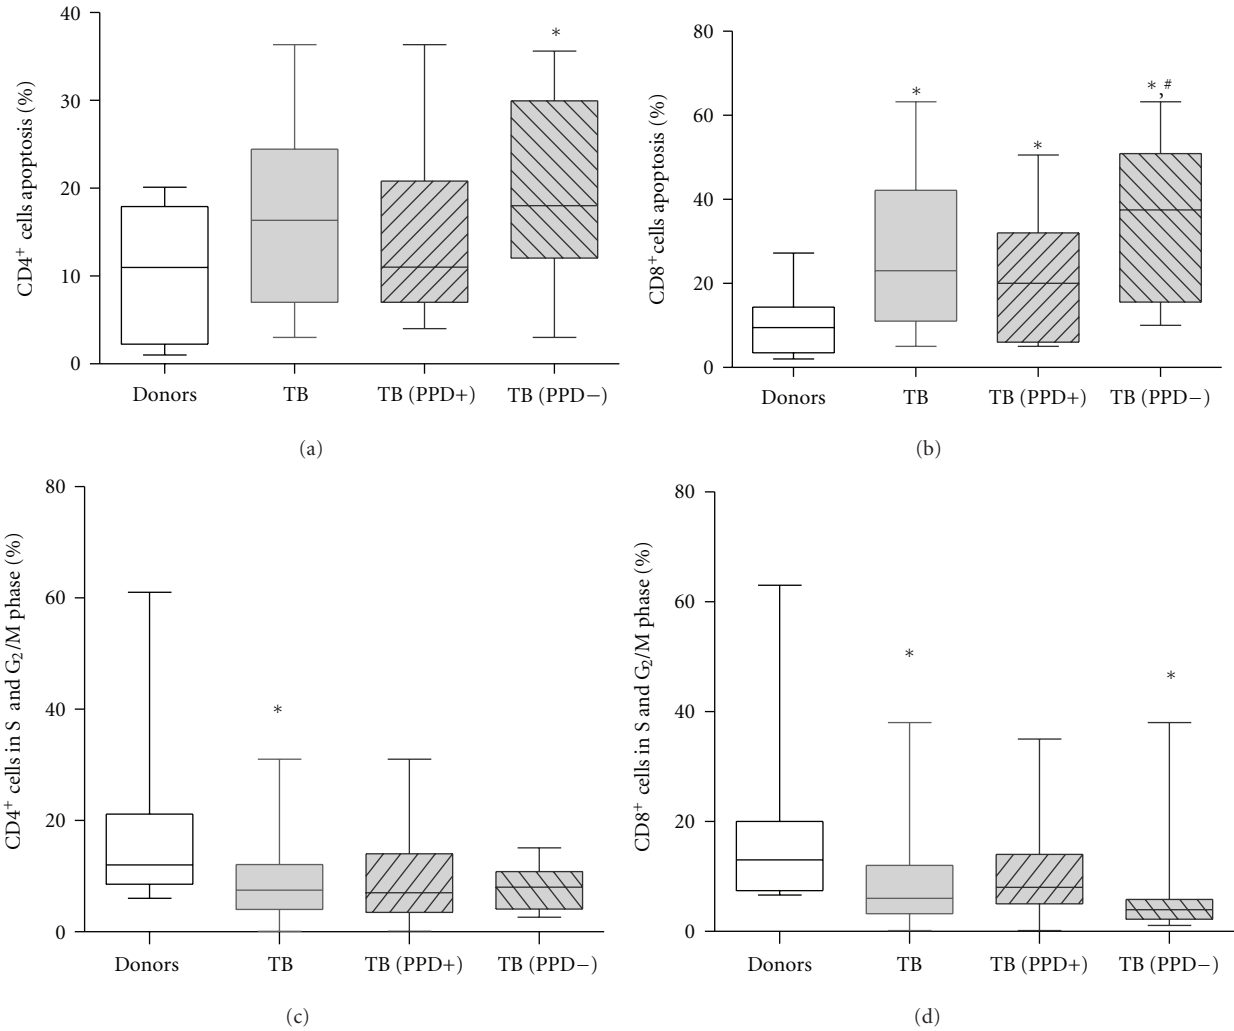 40
30
20
10
0
CD4+ cells apoptosis (%)
*
Donors TB TB (PPD+) TB (PPD−)
(a)
80
60
40
20
0
CD8+ cells apoptosis (%)
* * *,#
Donors TB TB (PPD+) TB (PPD−)
(b)
80
60
40
20
0
CD4+ cells in S and G2/M phase (%)
*
Donors TB TB (PPD+) TB (PPD−)
(c)
80
60
40
20
0
CD8+ cells in S and G2/M phase (%)
* *
Donors TB TB (PPD+) TB (PPD−)
(d)